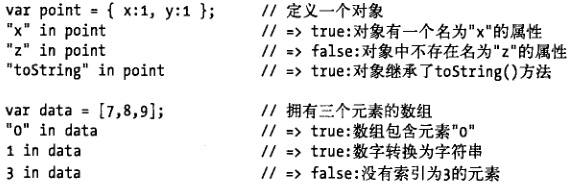 var point = { x:1, y:1 }; // 定义一个对象
"x" in point // => true:对象有一个名为"x"的属性
"z" in point // => false:对象中不存在名为"z"的属性
"toString" in point // => true:对象继承了toString()方法
var data = [7,8,9]; // 拥有三个元素的数组
"0" in data // => true:数组包含元素"0"
1 in data // => true:数字转换为字符串
3 in data // => false:没有索引为3的元素